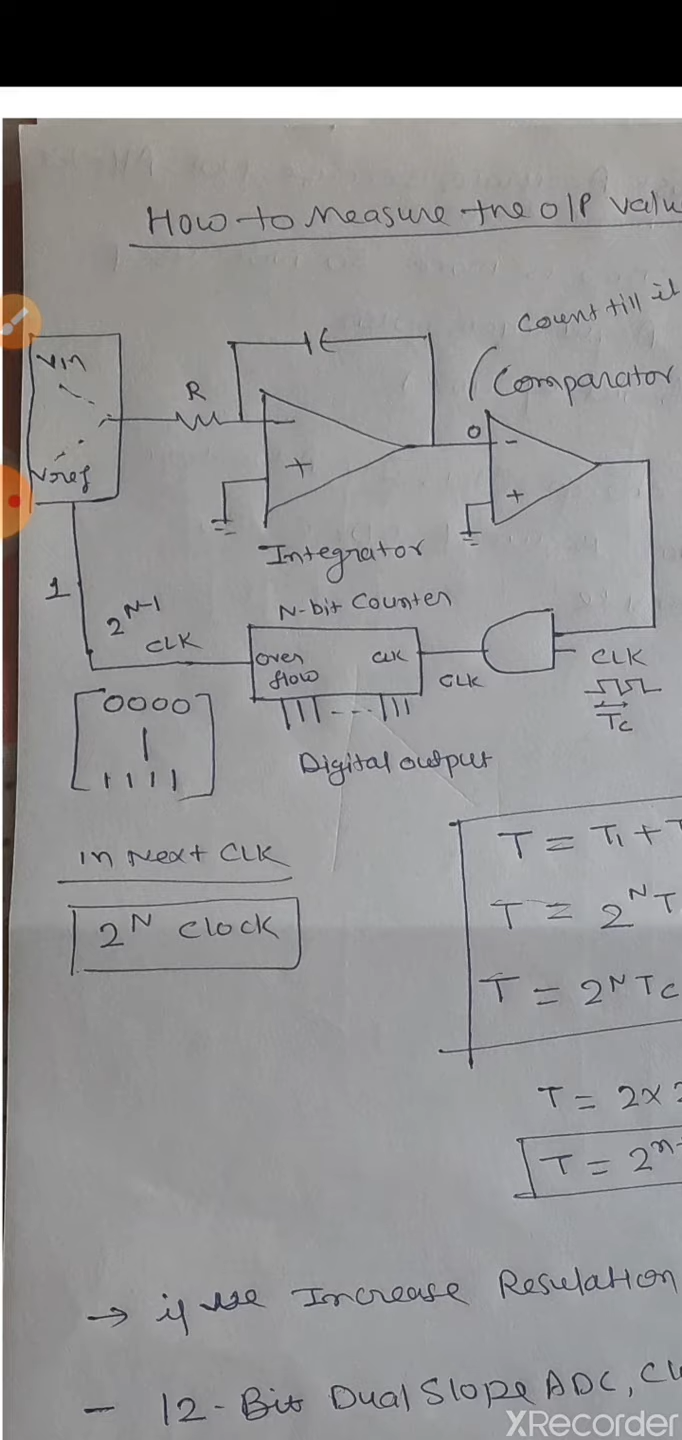 How to Measure the O/P Valu
Count till it
Comparator
Vin
R
Vref
0
-
+
-
+
Integrator
1
2^N-1
CLK
N-bit Counter
over
flow
CLK
CLK
CLK
Tc
0000
1111
Digital output
in Next CLK
2^N Clock
T = T1 + T
T = 2^N T
T = 2^N Tc
T = 2x 2
T = 2^n-
→ if we Increase Resulation
- 12-Bit Dual Slope ADC, CL
XRecorder